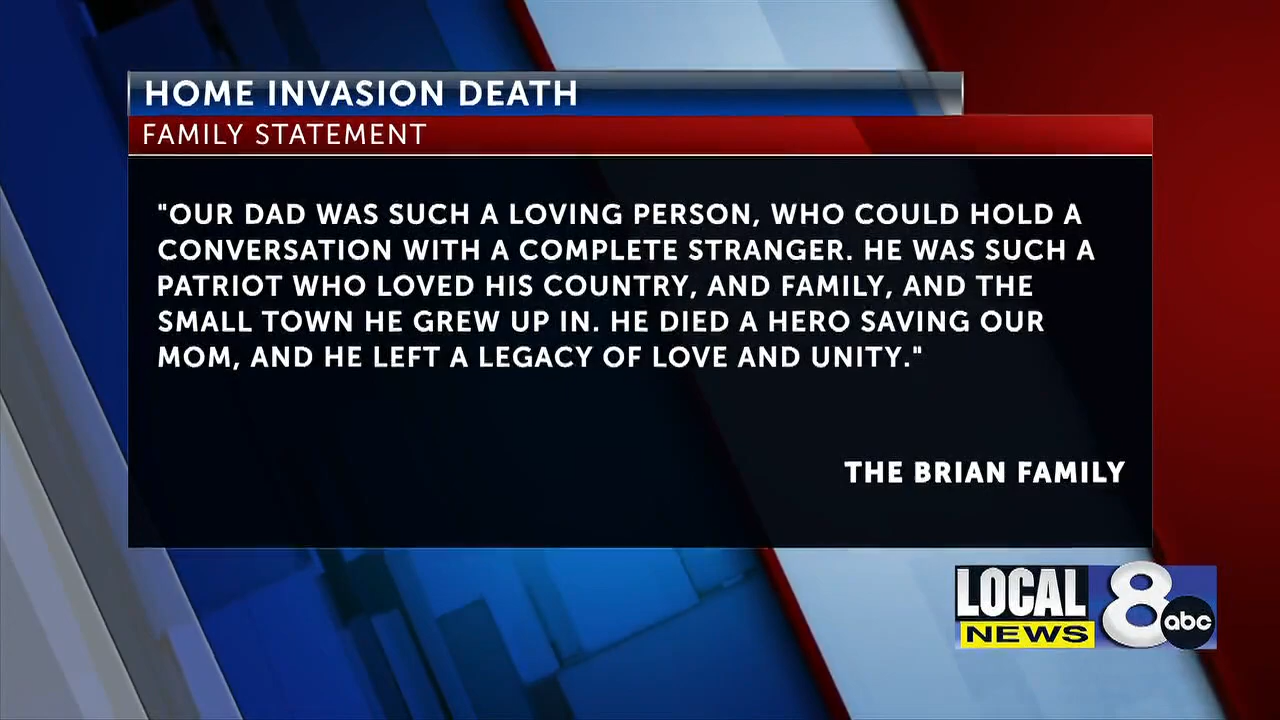 HOME INVASION DEATH
FAMILY STATEMENT
"OUR DAD WAS SUCH A LOVING PERSON, WHO COULD HOLD A
CONVERSATION WITH A COMPLETE STRANGER. HE WAS SUCH A
PATRIOT WHO LOVED HIS COUNTRY, AND FAMILY, AND THE
SMALL TOWN HE GREW UP IN. HE DIED A HERO SAVING OUR
MOM, AND HE LEFT A LEGACY OF LOVE AND UNITY."
THE BRIAN FAMILY
LOCAL
NEWS
8
abc